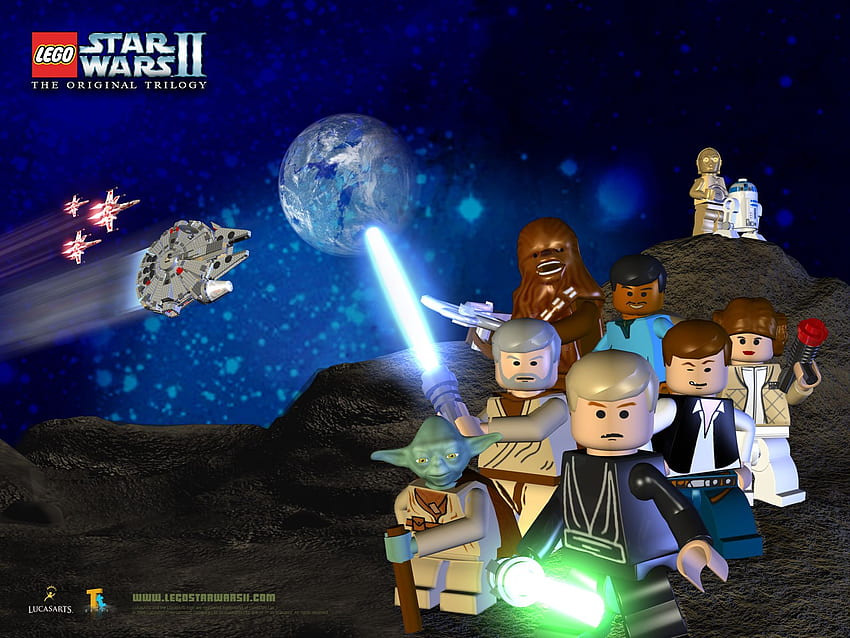 LEGO
STAR
WARS II
THE ORIGINAL TRILOGY
LUCASARTS.
WWW.LEGOSTARWARSII.COM